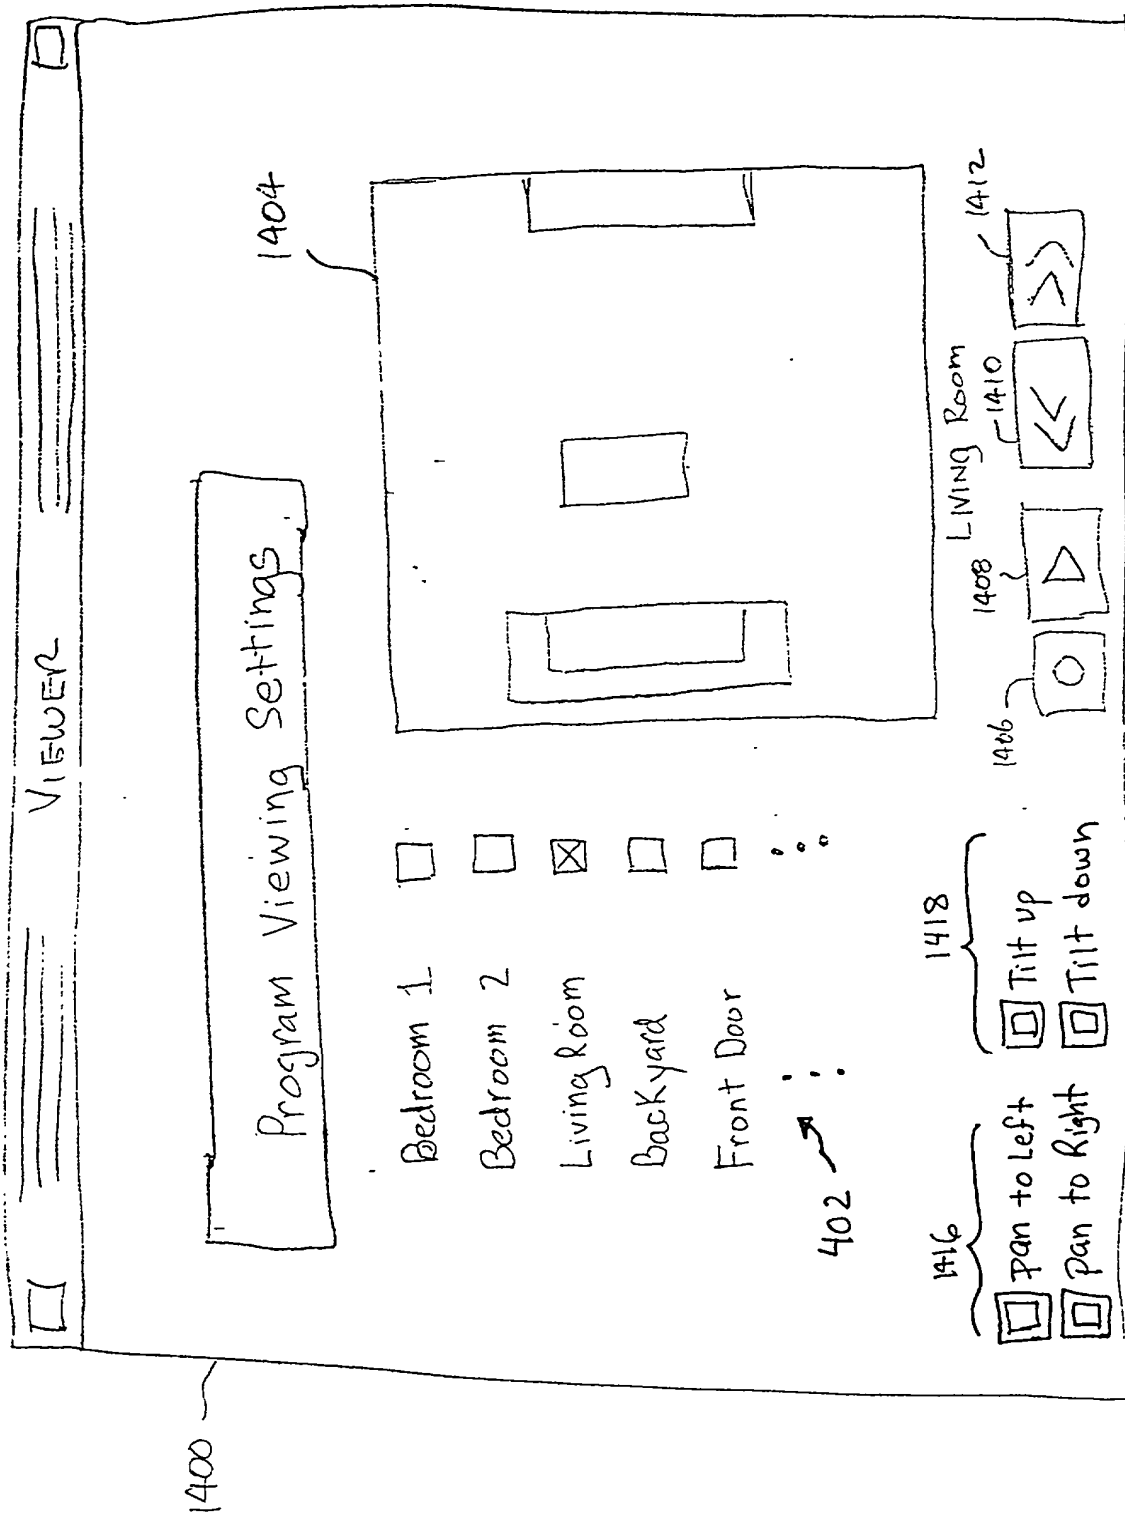 VIEWER
1400
Program Viewing Settings
1404
Bedroom 1
Bedroom 2
Living Room
Backyard
Front Door
402
LIVING Room
1406
1408
1410
1412
1416
Pan to Left
Pan to Right
1418
Tilt up
Tilt down